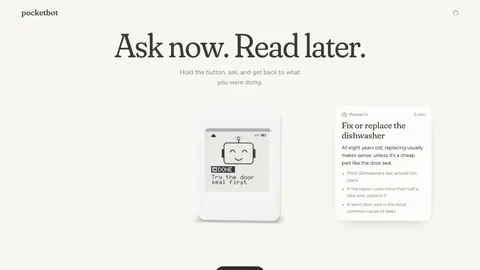 pocketbot
Ask now. Read later.
Hold the button, ask, and get back to what
you were doing.
DONE
Try the door
seal first
Research
5 min
Fix or replace the
dishwasher
At eight years old, replacing usually
makes sense, unless it's a cheap
part like the door seal.
Most dishwashers last around ten
years
If the repair costs more than half a
new one, replace it
A worn door seal is the most
common cause of leaks